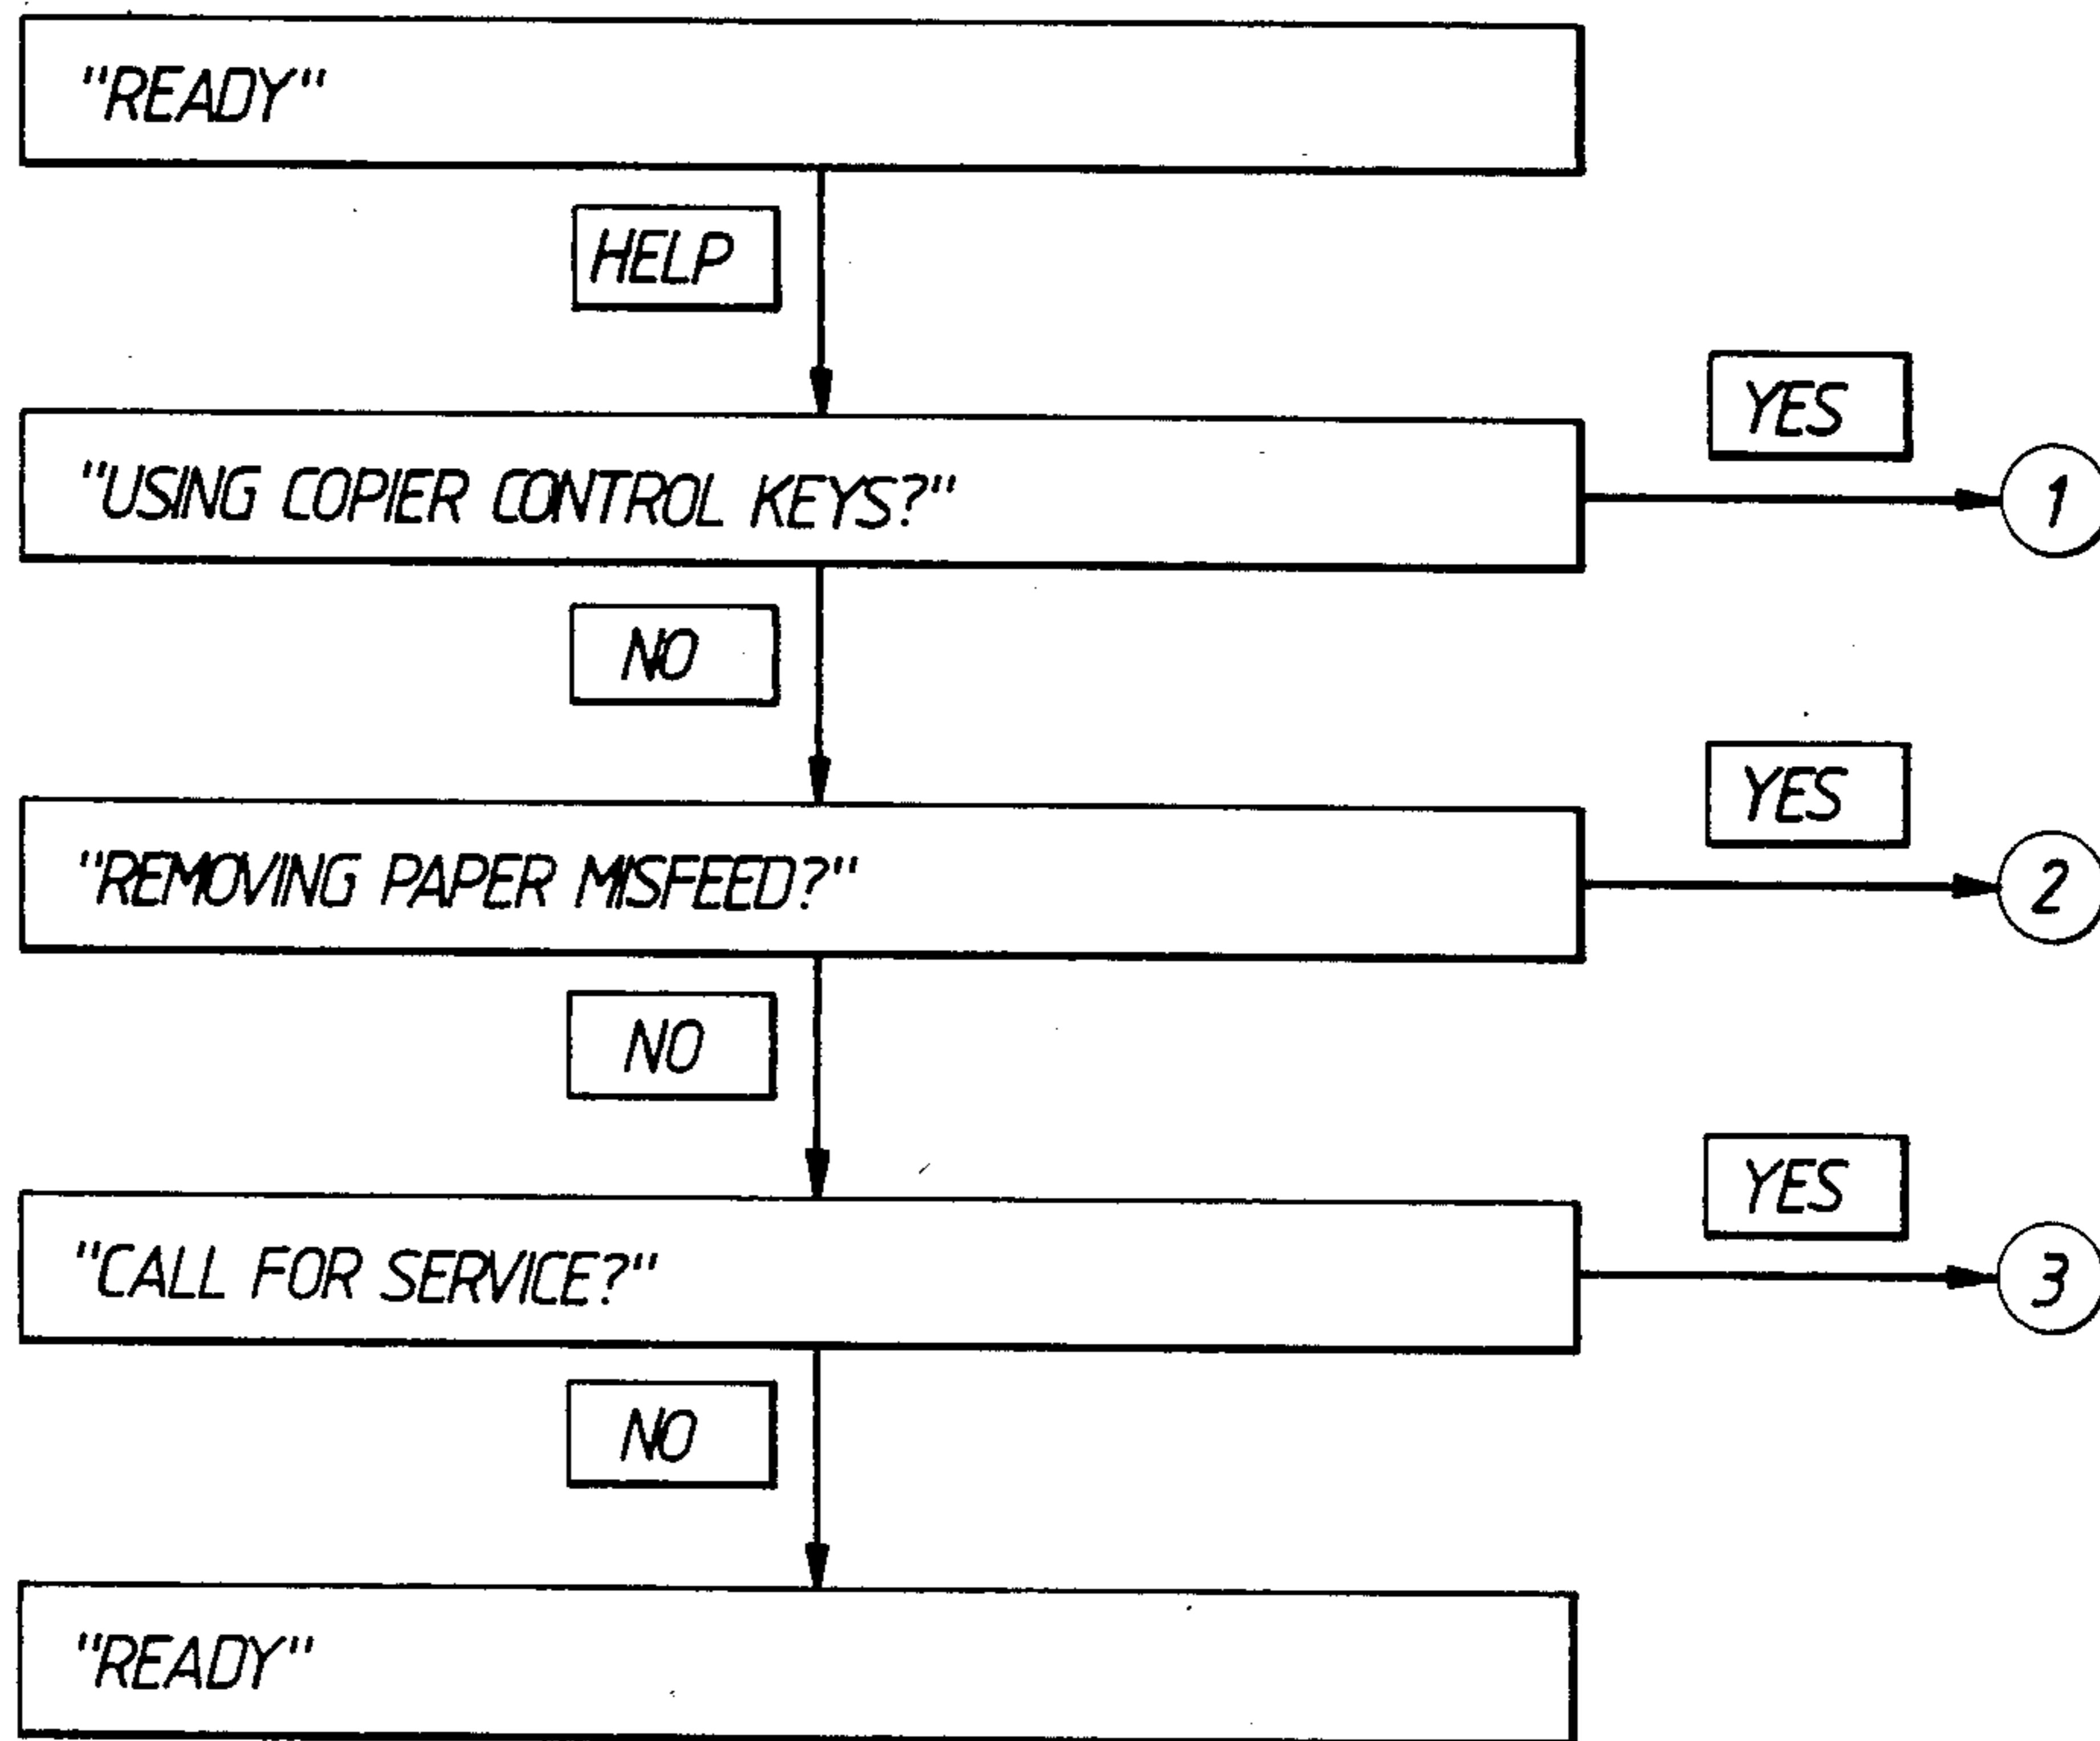 "READY"
HELP
YES
"USING COPIER CONTROL KEYS?"
1
NO
YES
"REMOVING PAPER MISFEED?"
2
NO
YES
"CALL FOR SERVICE?"
3
NO
"READY"